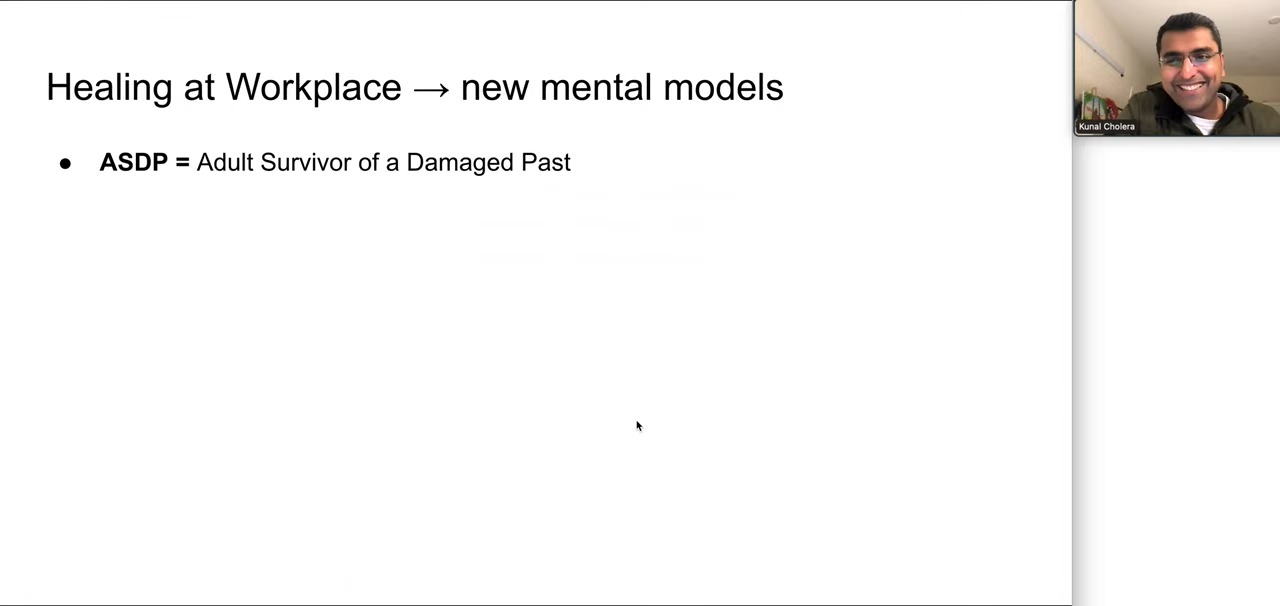 Healing at Workplace → new mental models
● ASDP = Adult Survivor of a Damaged Past
Kunal Cholera